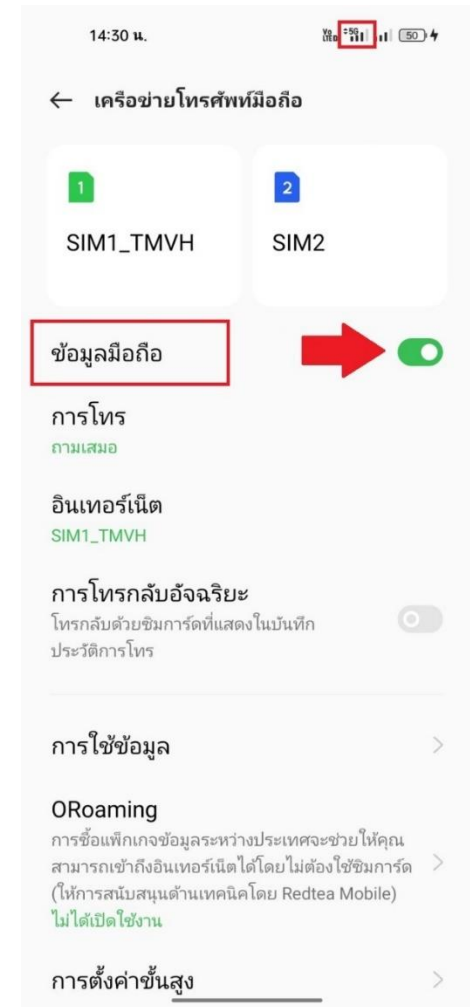 14:30 น.
Vo LTE 5G 50
← เครือข่ายโทรศัพท์มือถือ
1
2
SIM1_TMVH
SIM2
ข้อมูลมือถือ
การโทร
ถามเสมอ
อินเทอร์เน็ต
SIM1_TMVH
การโทรกลับอัจฉริยะ
โทรกลับด้วยซิมการ์ดที่แสดงในบันทึก
ประวัติการโทร
การใช้ข้อมูล
ORoaming
การซื้อแพ็กเกจข้อมูลระหว่างประเทศจะช่วยให้คุณ
สามารถเข้าถึงอินเทอร์เน็ตได้โดยไม่ต้องใช้ซิมการ์ด
(ให้การสนับสนุนด้านเทคนิคโดย Redtea Mobile)
ไม่ได้เปิดใช้งาน
การตั้งค่าขั้นสูง